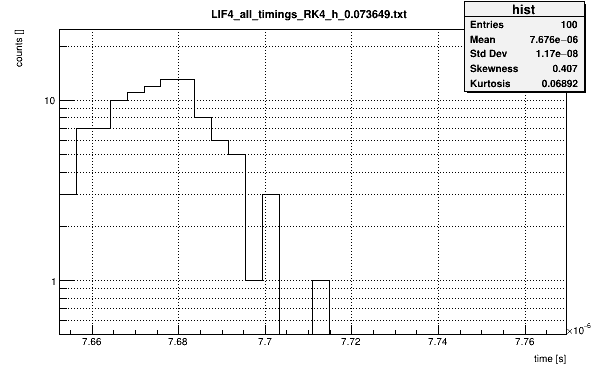 LIF4_all_timings_RK4_h_0.073649.txt
hist
Entries 100
Mean 7.676e−06
Std Dev 1.17e−08
Skewness 0.407
Kurtosis 0.06892
counts []
10
1
7.66 7.68 7.7 7.72 7.74 7.76
×10⁻⁶
time [s]